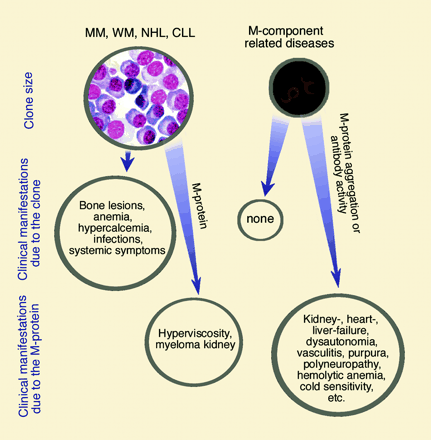 MM, WM, NHL, CLL
M-component
related diseases
Clone size
Clinical manifestations
due to the clone
Clinical manifestations
due to the M-protein
M-protein
M-protein aggregation or
antibody activity
Bone lesions,
anemia,
hypercalcemia,
infections,
systemic symptoms
none
Hyperviscosity,
myeloma kidney
Kidney-, heart-,
liver-failure,
dysautonomia,
vasculitis, purpura,
polyneuropathy,
hemolytic anemia,
cold sensitivity,
etc.